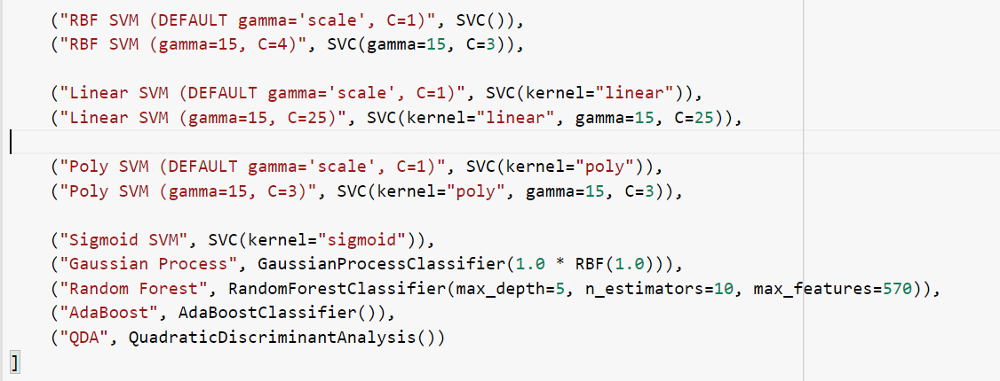 ("RBF SVM (DEFAULT gamma='scale', C=1)", SVC()),
("RBF SVM (gamma=15, C=4)", SVC(gamma=15, C=3)),
("Linear SVM (DEFAULT gamma='scale', C=1)", SVC(kernel="linear")),
("Linear SVM (gamma=15, C=25)", SVC(kernel="linear", gamma=15, C=25)),
("Poly SVM (DEFAULT gamma='scale', C=1)", SVC(kernel="poly")),
("Poly SVM (gamma=15, C=3)", SVC(kernel="poly", gamma=15, C=3)),
("Sigmoid SVM", SVC(kernel="sigmoid")),
("Gaussian Process", GaussianProcessClassifier(1.0 * RBF(1.0))),
("Random Forest", RandomForestClassifier(max_depth=5, n_estimators=10, max_features=570)),
("AdaBoost", AdaBoostClassifier()),
("QDA", QuadraticDiscriminantAnalysis())
]